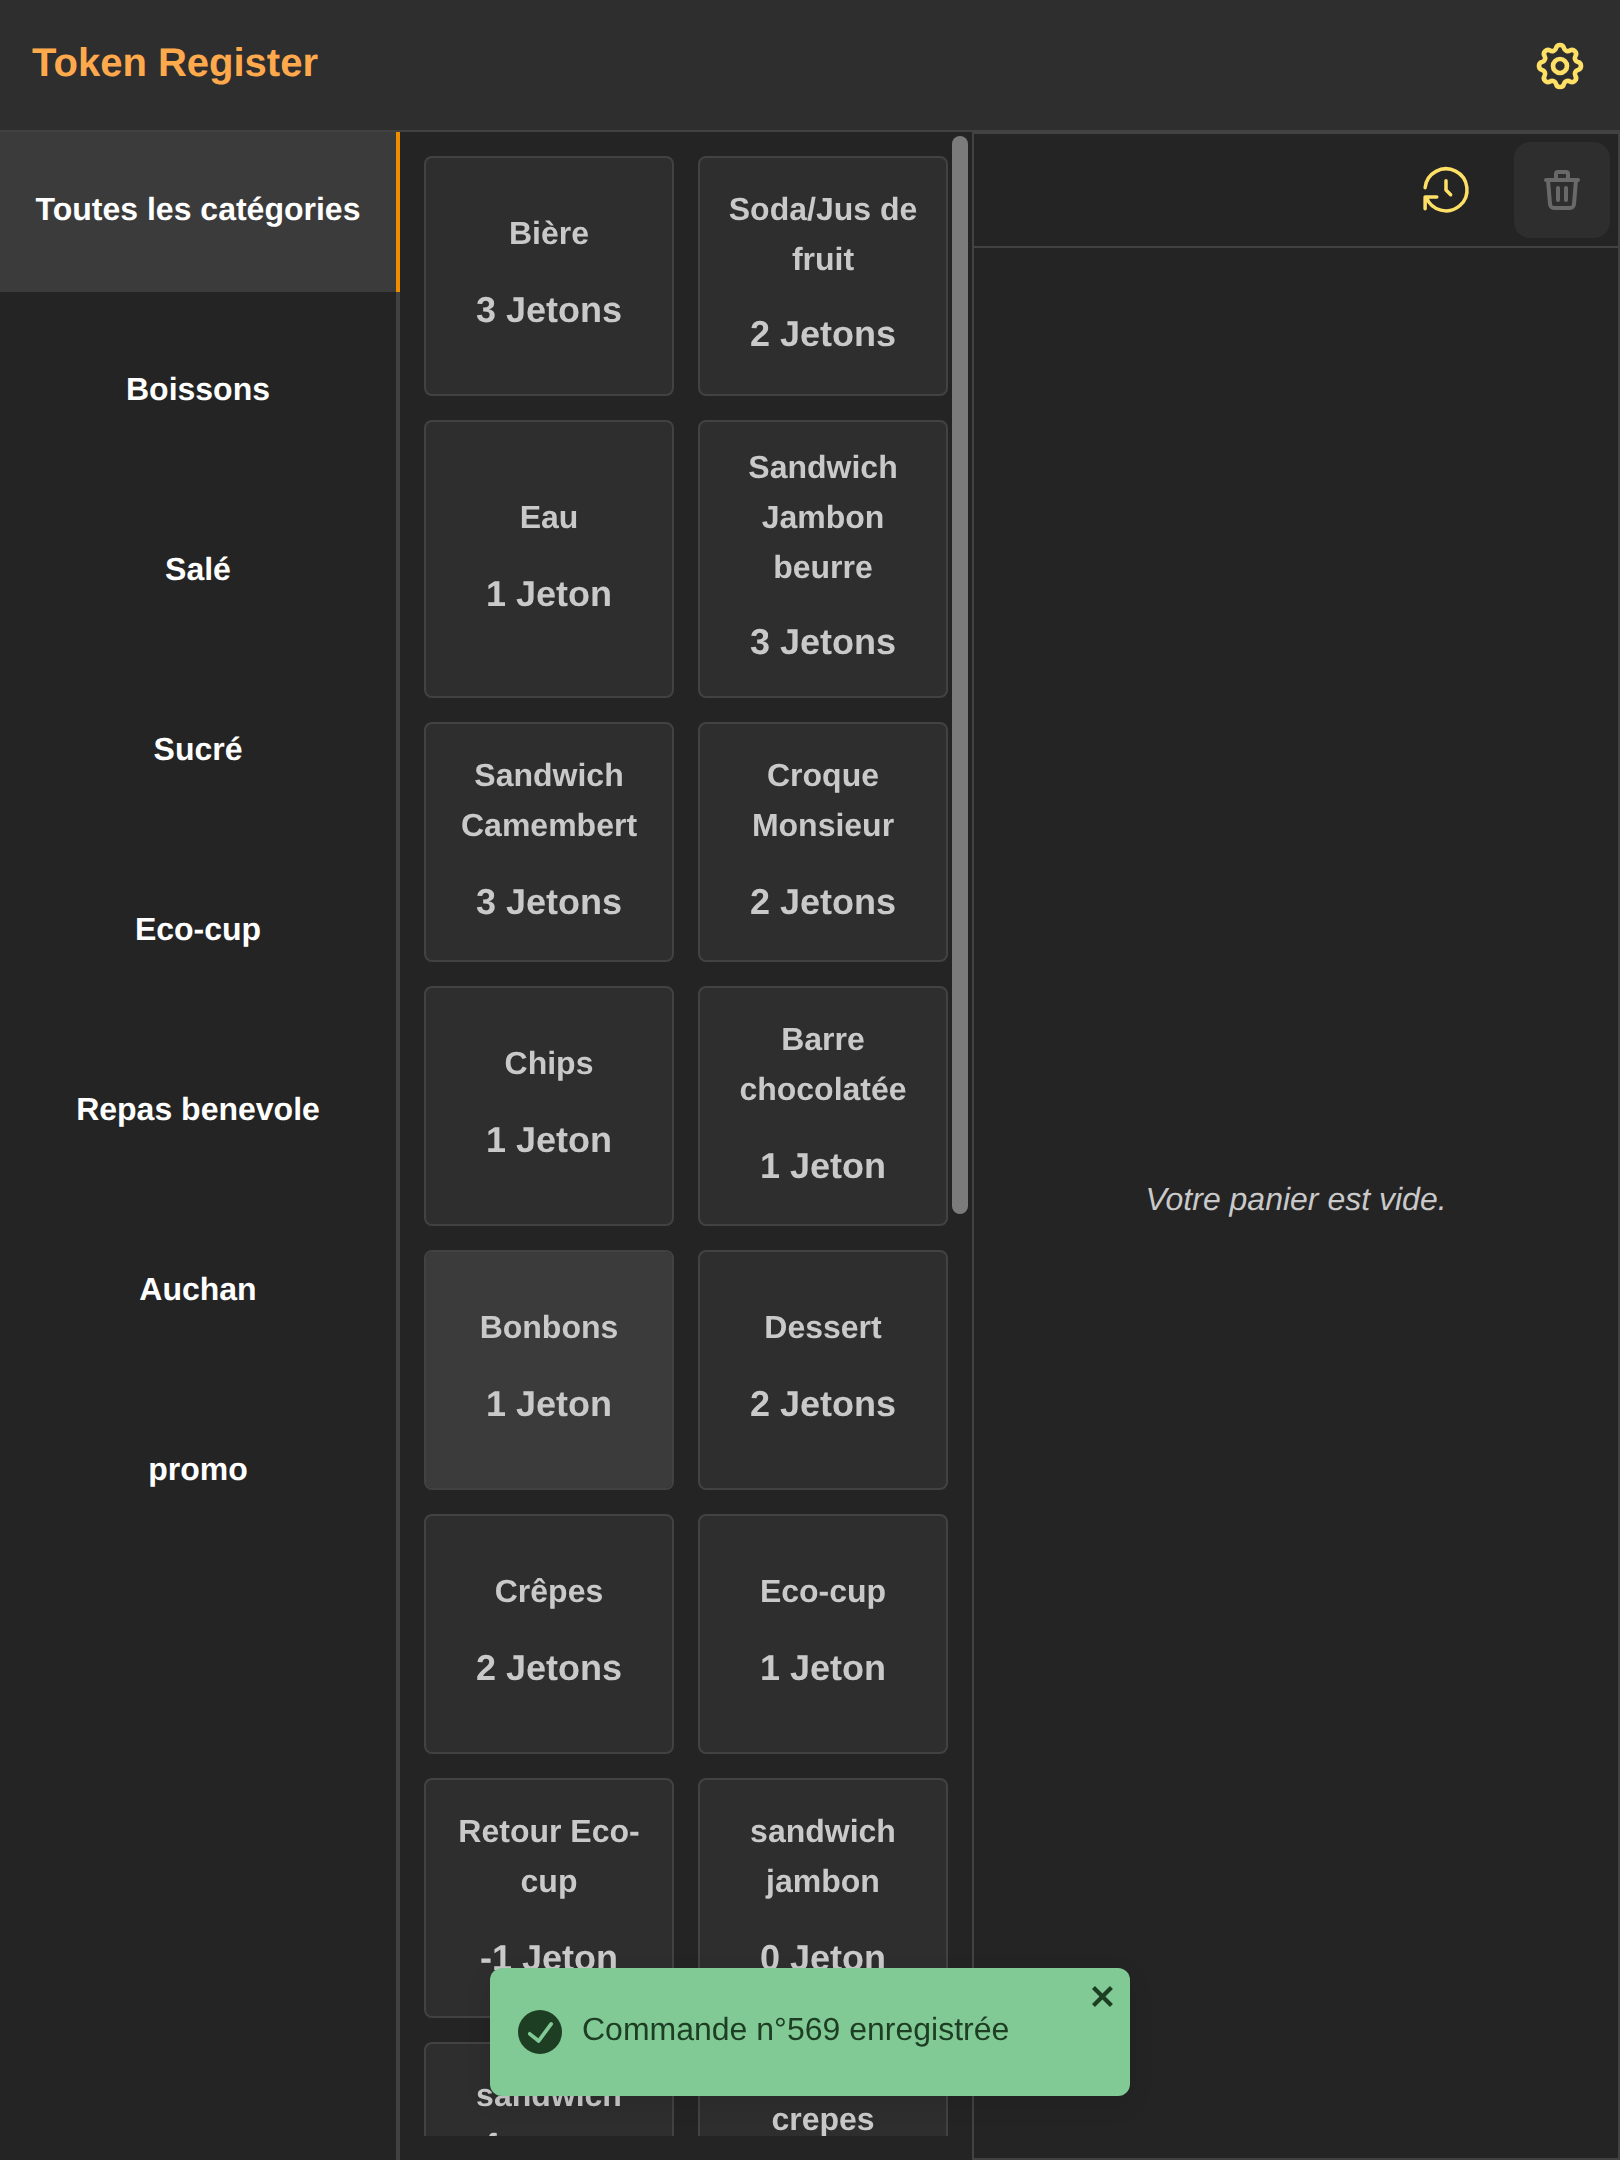 Token Register
Toutes les catégories
Boissons
Salé
Sucré
Eco-cup
Repas benevole
Auchan
promo
Bière
3 Jetons
Soda/Jus de
fruit
2 Jetons
Eau
1 Jeton
Sandwich
Jambon
beurre
3 Jetons
Sandwich
Camembert
3 Jetons
Croque
Monsieur
2 Jetons
Chips
1 Jeton
Barre
chocolatée
1 Jeton
Bonbons
1 Jeton
Dessert
2 Jetons
Crêpes
2 Jetons
Eco-cup
1 Jeton
Retour Eco-
cup
-1 Jeton
sandwich
jambon
0 Jeton
sandwich
crepes
Votre panier est vide.
Commande n°569 enregistrée